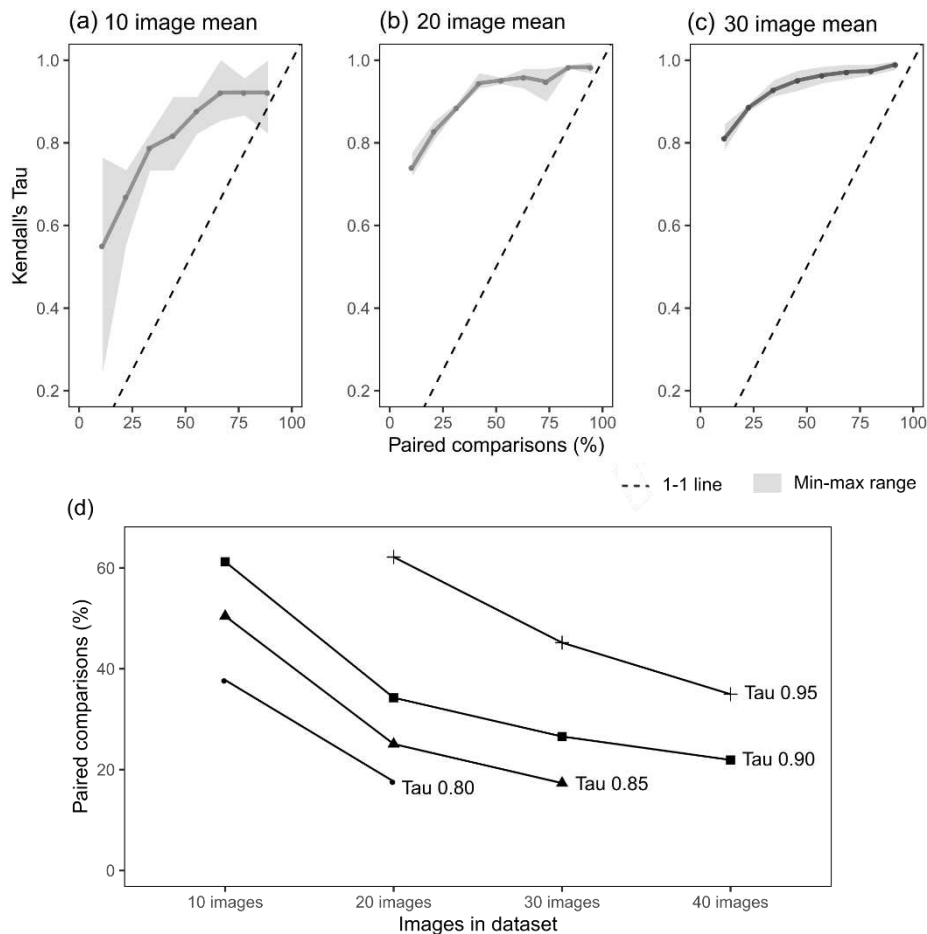 (a) 10 image mean
(b) 20 image mean
(c) 30 image mean
Kendall's Tau
1.0
0.8
0.6
0.4
0.2
0 25 50 75 100
1.0
0.8
0.6
0.4
0.2
0 25 50 75 100
1.0
0.8
0.6
0.4
0.2
0 25 50 75 100
Paired comparisons (%)
1-1 line
Min-max range
(d)
Paired comparisons (%)
60
40
20
0
Tau 0.95
Tau 0.90
Tau 0.85
Tau 0.80
10 images
20 images
30 images
40 images
Images in dataset